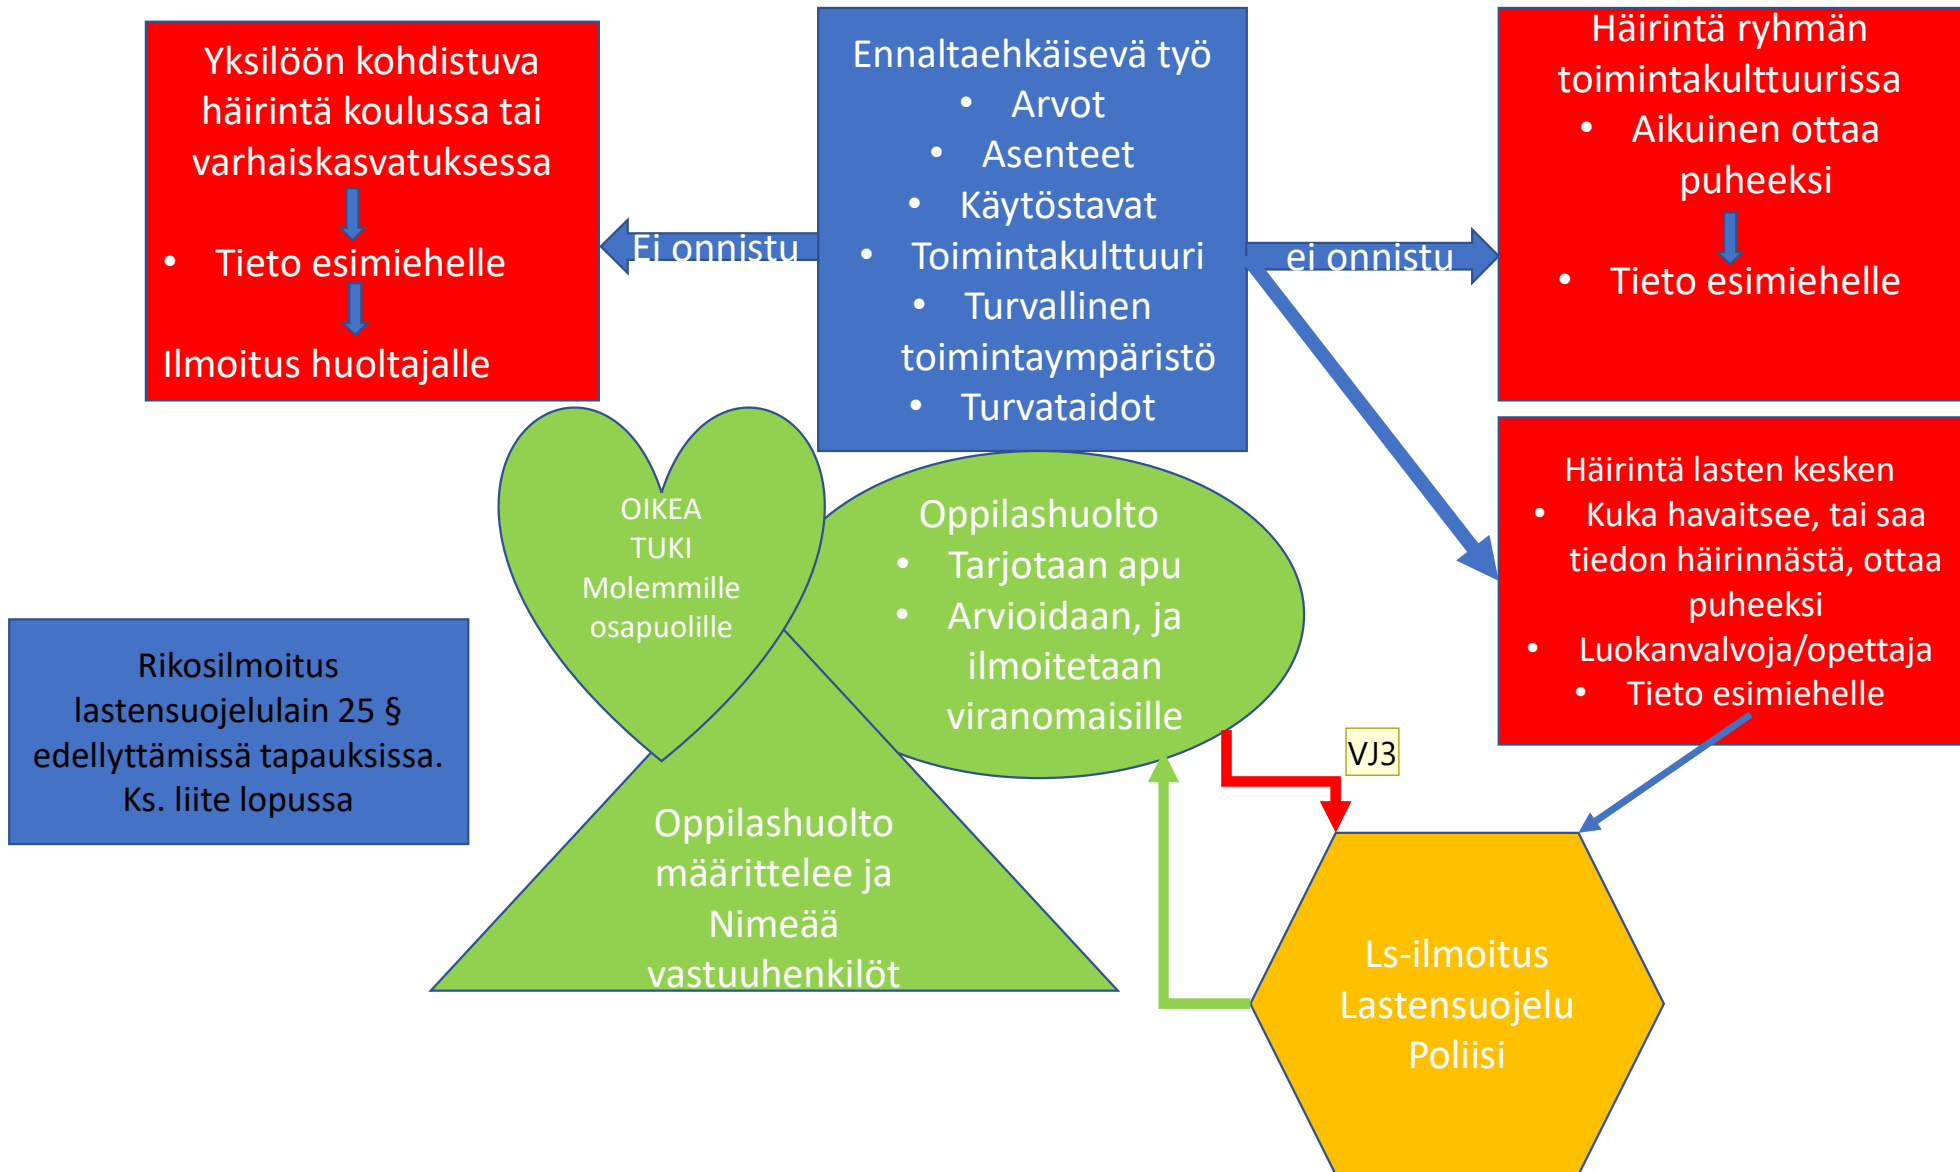 Yksilöön kohdistuva
häirintä koulussa tai
varhaiskasvatuksessa
• Tieto esimiehelle
Ilmoitus huoltajalle
Ei onnistu
Ennaltaehkäisevä työ
• Arvot
• Asenteet
• Käytöstavat
• Toimintakulttuuri
• Turvallinen
toimintaympäristö
• Turvataidot
ei onnistu
Häirintä ryhmän
toimintakulttuurissa
• Aikuinen ottaa
puheeksi
• Tieto esimiehelle
Häirintä lasten kesken
• Kuka havaitsee, tai saa
tiedon häirinnästä, ottaa
puheeksi
• Luokanvalvoja/opettaja
• Tieto esimiehelle
OIKEA
TUKI
Molemmille
osapuolille
Oppilashuolto
• Tarjotaan apu
• Arvioidaan, ja
ilmoitetaan
viranomaisille
Rikosilmoitus
lastensuojelulain 25 §
edellyttämissä tapauksissa.
Ks. liite lopussa
VJ3
Oppilashuolto
määrittelee ja
Nimeää
vastuuhenkilöt
Ls-ilmoitus
Lastensuojelu
Poliisi